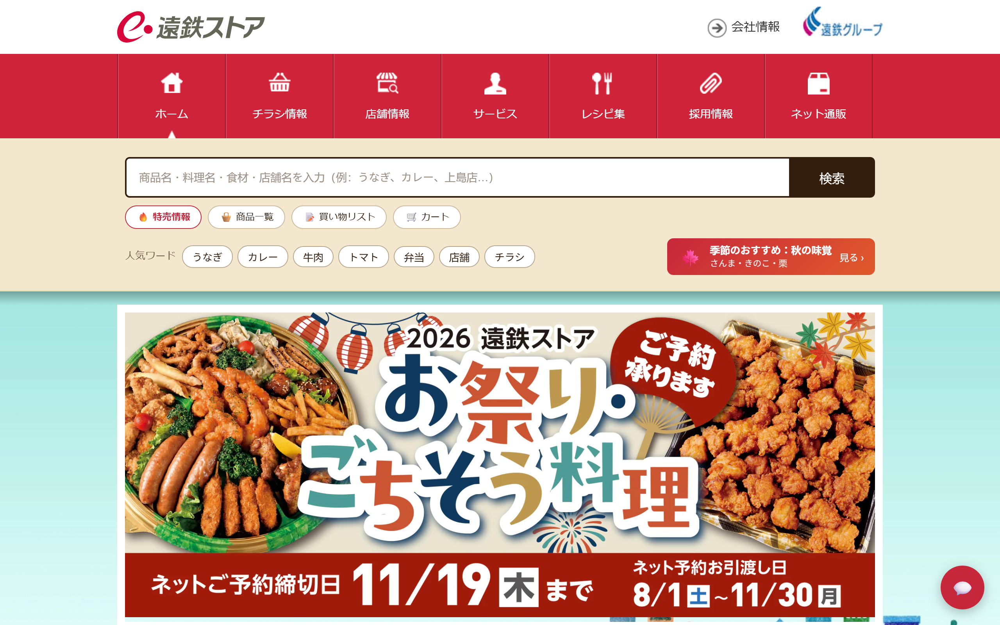 遠鉄ストア
会社情報
遠鉄グループ
ホーム
チラシ情報
店舗情報
サービス
レシピ集
採用情報
ネット通販
商品名・料理名・食材・店舗名を入力（例：うなぎ、カレー、上島店…）
検索
特売情報
商品一覧
買い物リスト
カート
人気ワード
うなぎ
カレー
牛肉
トマト
弁当
店舗
チラシ
季節のおすすめ：秋の味覚
さんま・きのこ・栗
見る ›
2026 遠鉄ストア
お祭り・
ごちそう料理
ご予約
承ります
ネットご予約締切日 11/19 木 まで
ネット予約お引渡し日
8/1 土 ～ 11/30 月